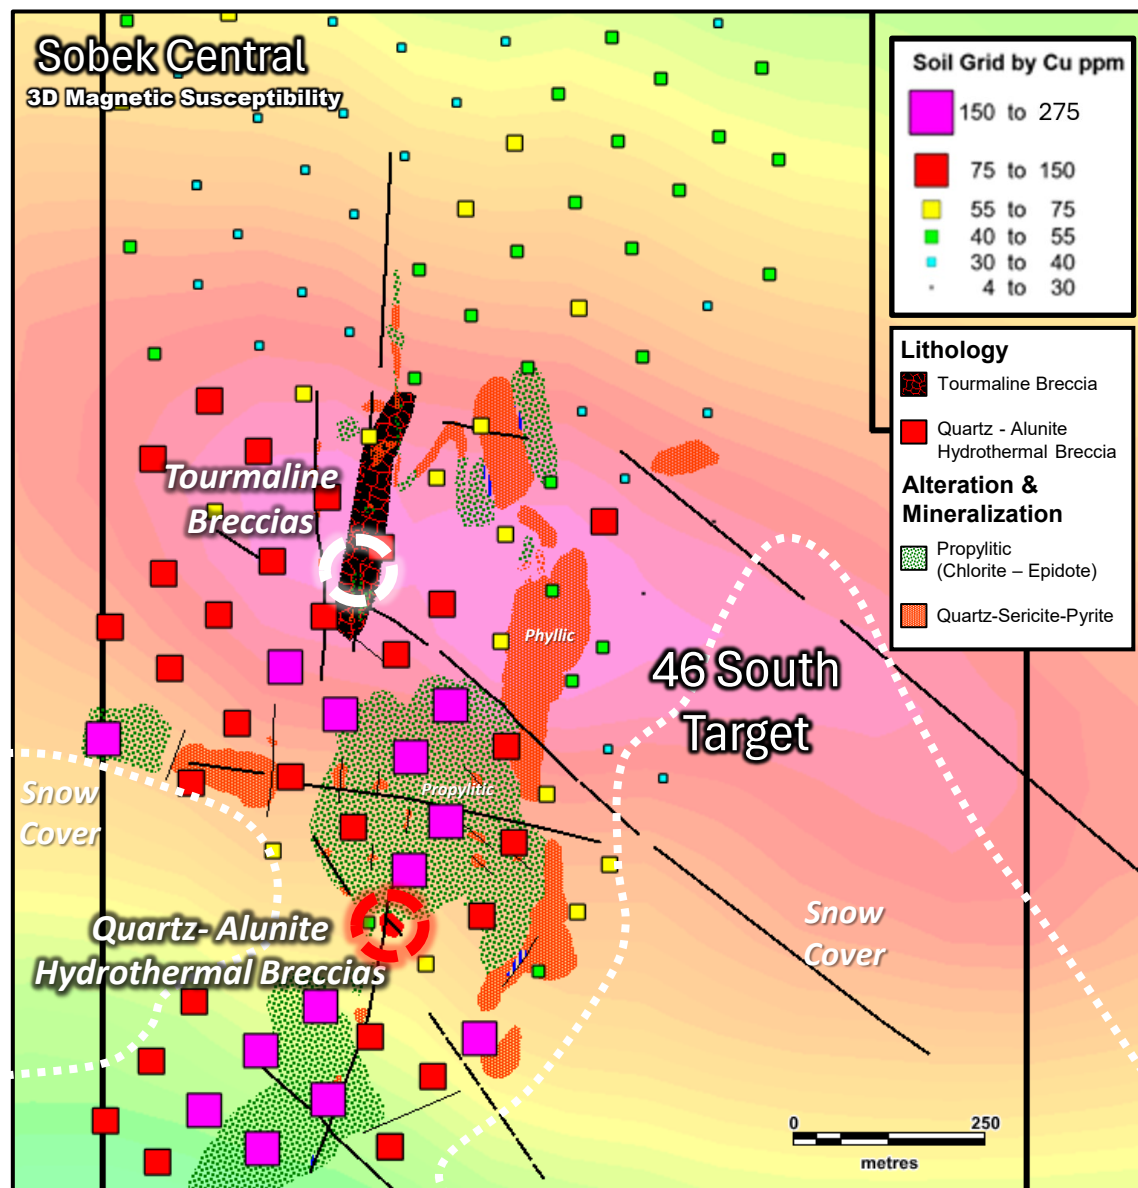 Sobek Central
3D Magnetic Susceptibility
Soil Grid by Cu ppm
150 to 275
75 to 150
55 to 75
40 to 55
30 to 40
4 to 30
Lithology
Tourmaline Breccia
Quartz - Alunite
Hydrothermal Breccia
Alteration &
Mineralization
Propylitic
(Chlorite – Epidote)
Quartz-Sericite-Pyrite
Tourmaline
Breccias
Phyllic
46 South
Target
Propylitic
Snow
Cover
Quartz- Alunite
Hydrothermal Breccias
Snow
Cover
0 250
metres